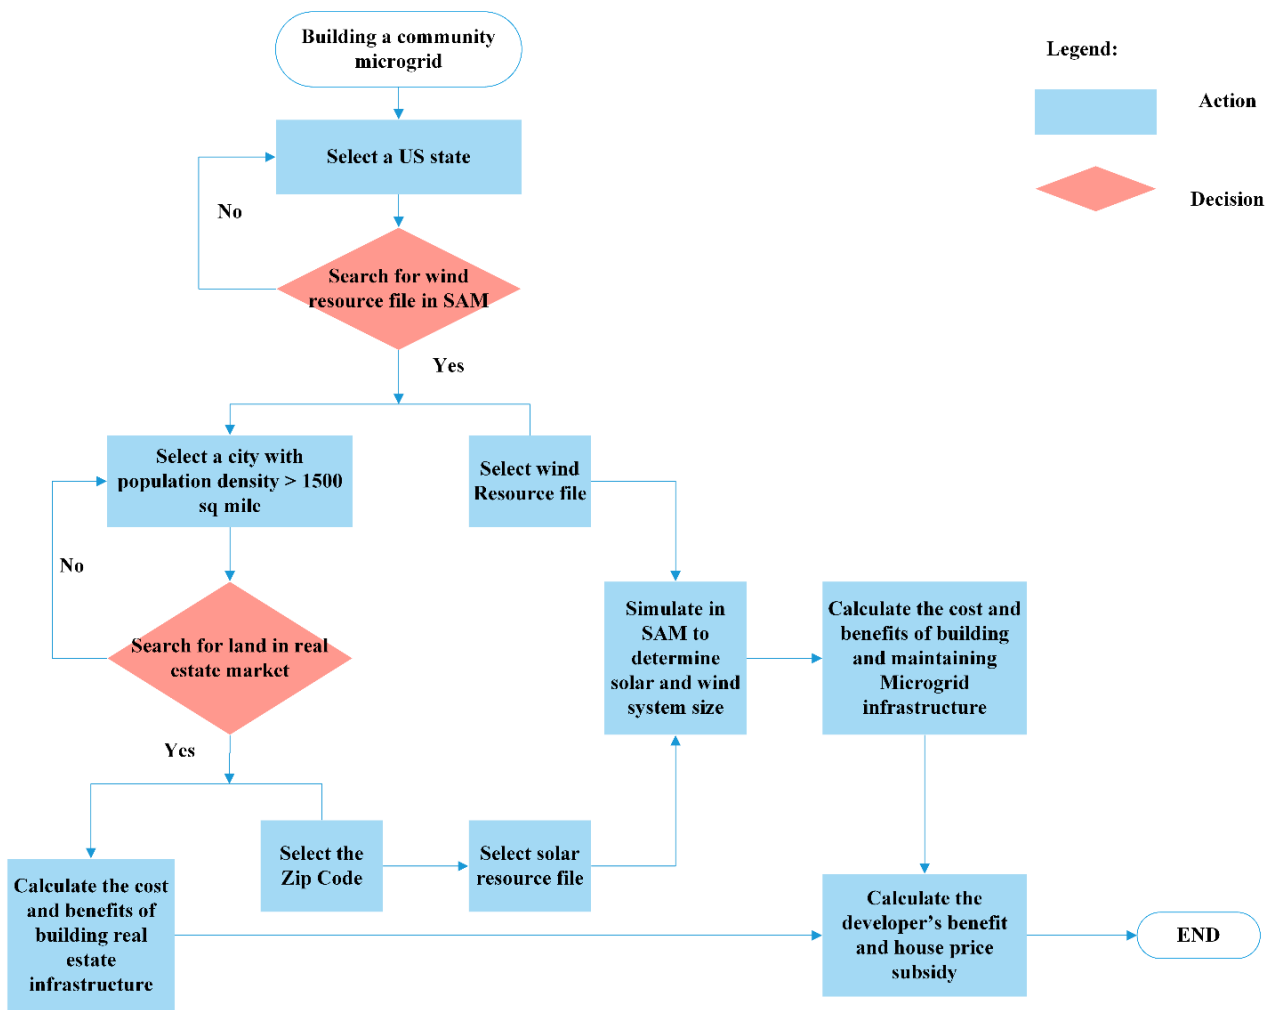 Building a community
microgrid
Legend:
Action
Decision
Select a US state
No
Search for wind
resource file in SAM
Yes
Select a city with
population density > 1500
sq mile
Select wind
Resource file
No
Search for land in real
estate market
Simulate in
SAM to
determine
solar and wind
system size
Calculate the cost and
benefits of building
and maintaining
Microgrid
infrastructure
Yes
Select the
Zip Code
Select solar
resource file
Calculate the cost
and benefits of
building real
estate
infrastructure
Calculate the
developer’s benefit
and house price
subsidy
END